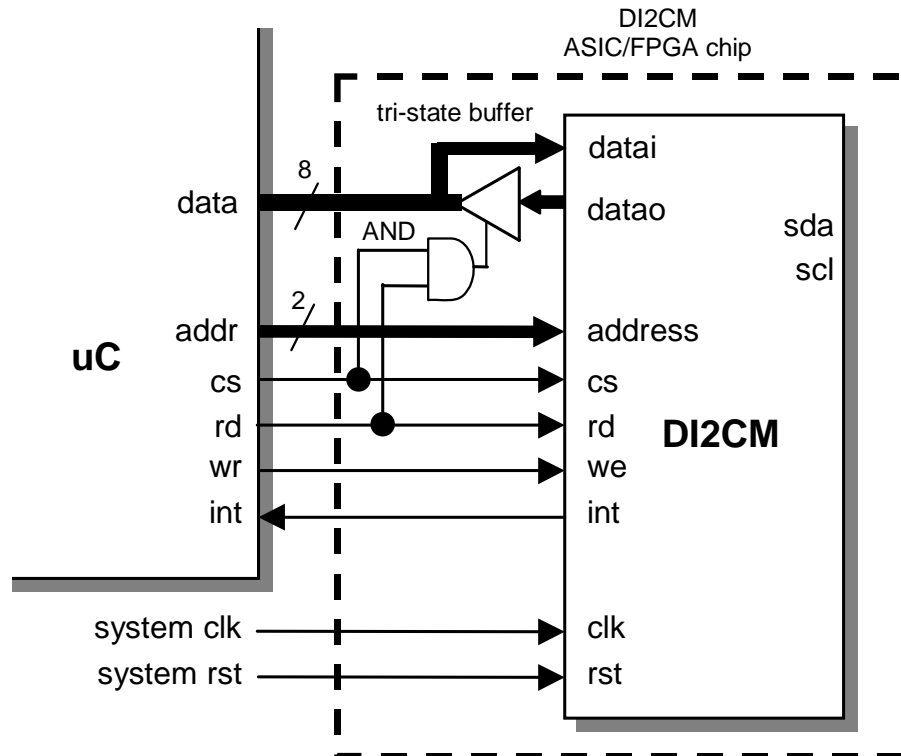 DI2CM
ASIC/FPGA chip
tri-state buffer
datai
8
data
datao
AND
sda
scl
2
addr
address
uC
cs
cs
rd
rd
DI2CM
wr
we
int
int
system clk
clk
system rst
rst